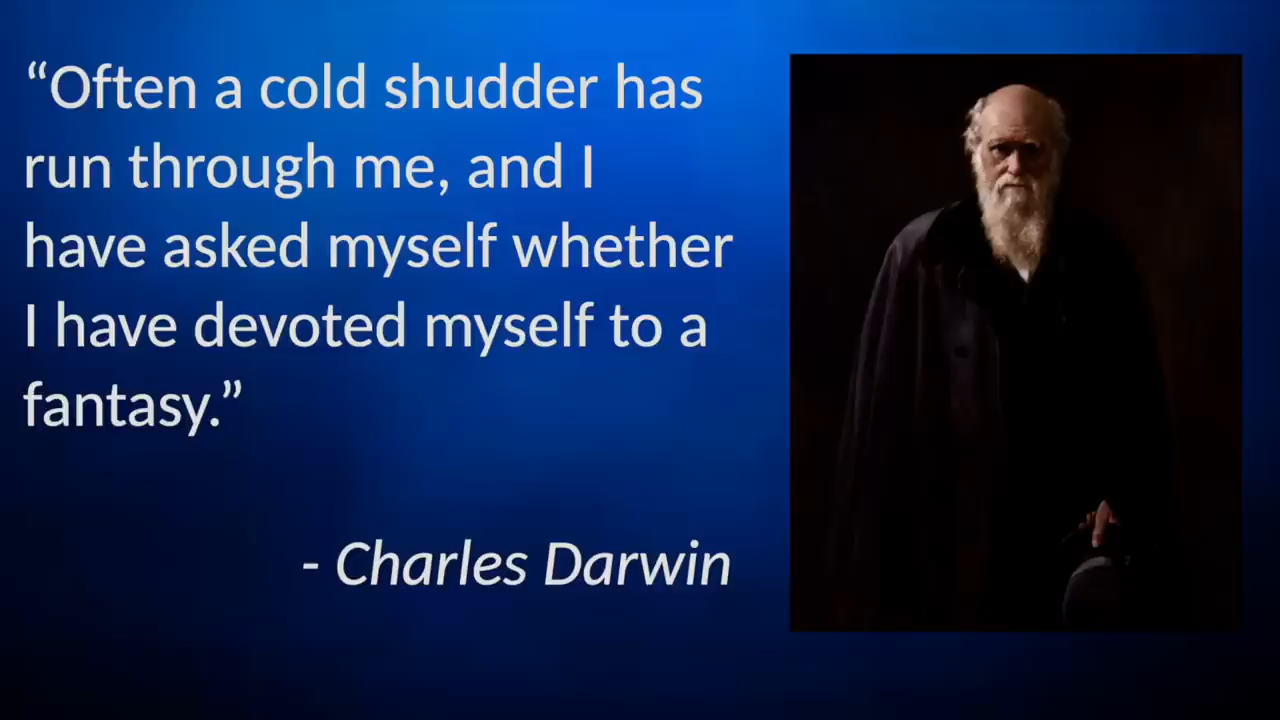 “Often a cold shudder has
run through me, and I
have asked myself whether
I have devoted myself to a
fantasy.”
- Charles Darwin